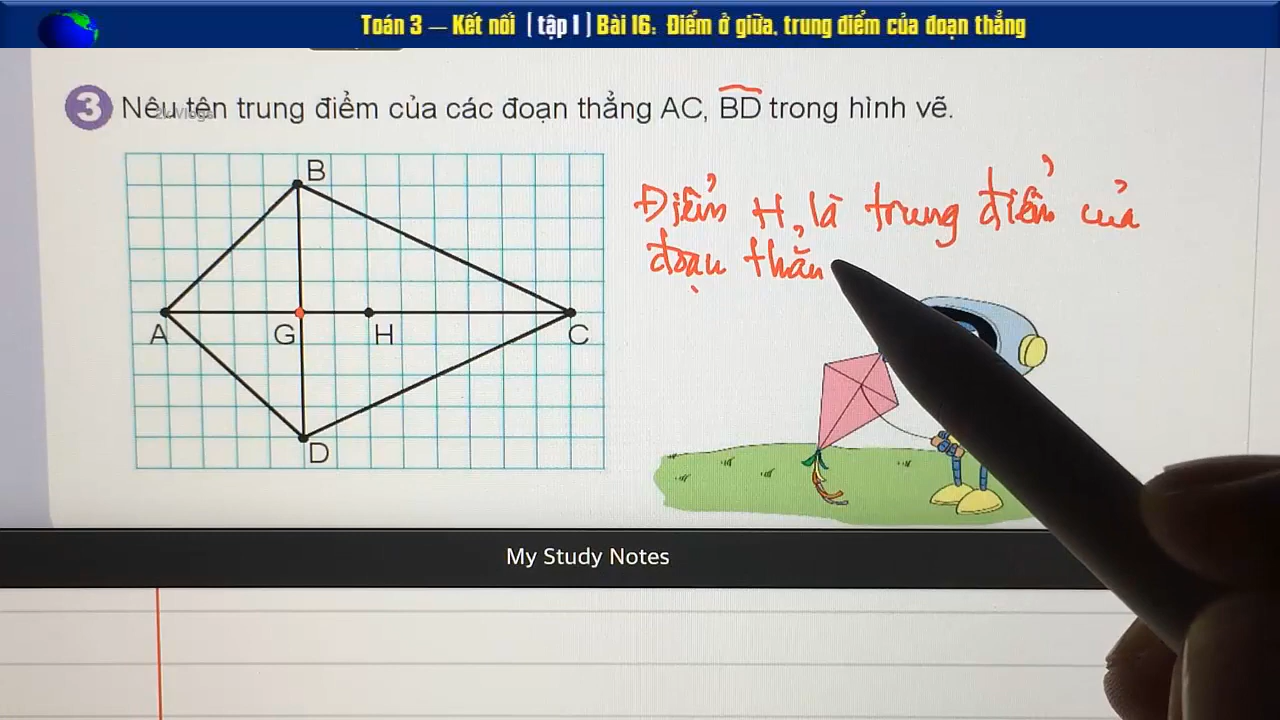 Toán 3 – Kết nối [ tập 1 ] Bài 16: Điểm ở giữa, trung điểm của đoạn thẳng
3 Nêu tên trung điểm của các đoạn thẳng AC, BD trong hình vẽ.
B
A
G
H
C
D
Điểm H là trung điểm của
đoạn thẳn
My Study Notes